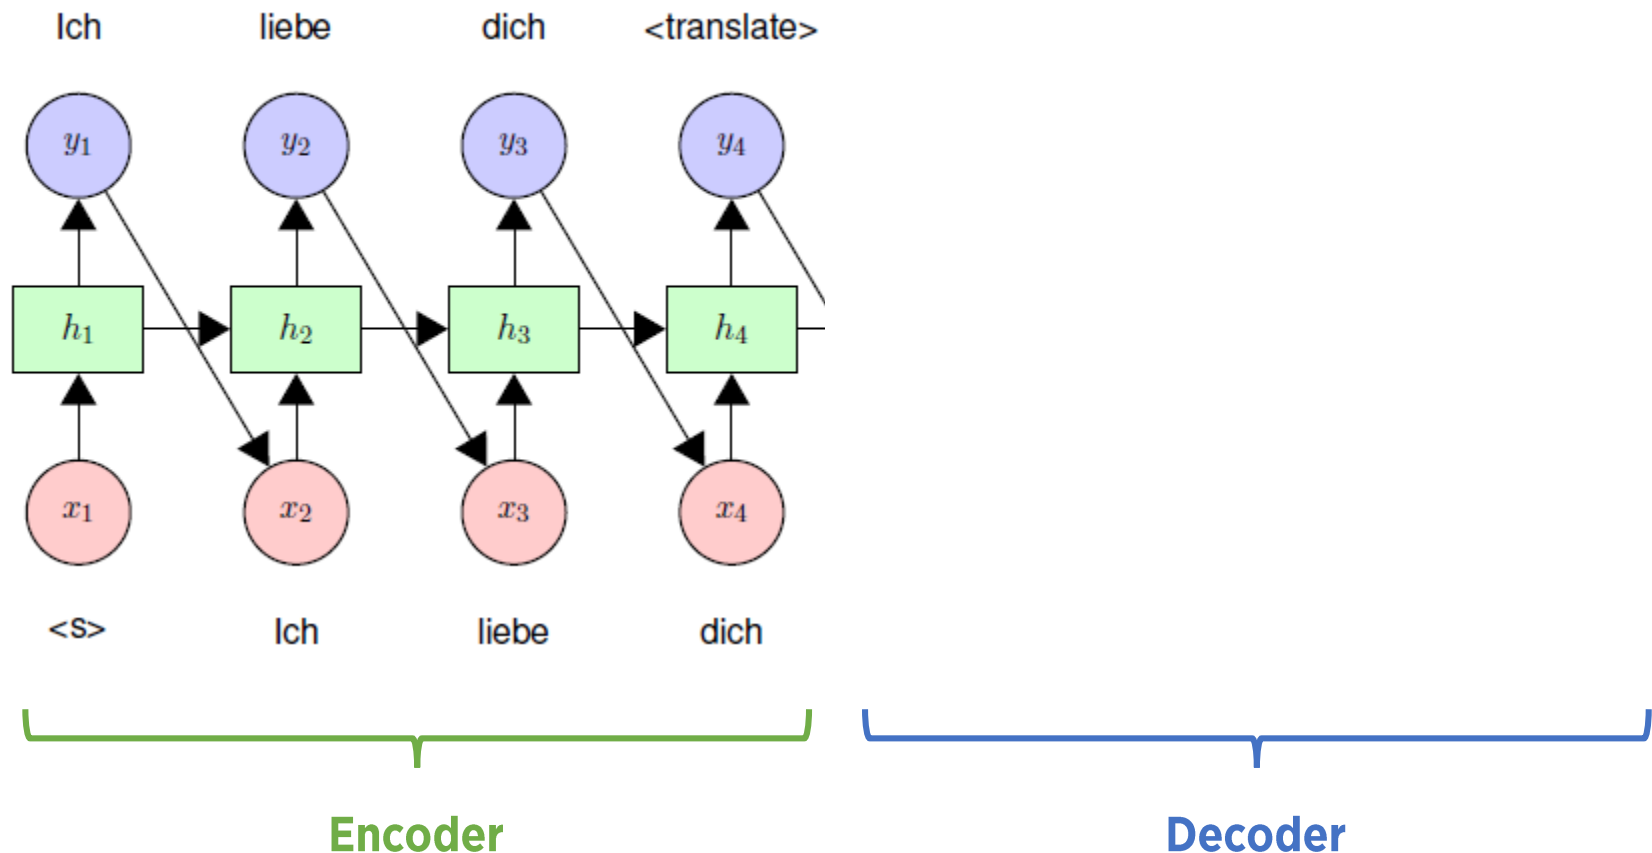 Ich liebe dich <translate>
y₁ y₂ y₃ y₄
h₁ h₂ h₃ h₄
x₁ x₂ x₃ x₄
<s> Ich liebe dich
Encoder Decoder